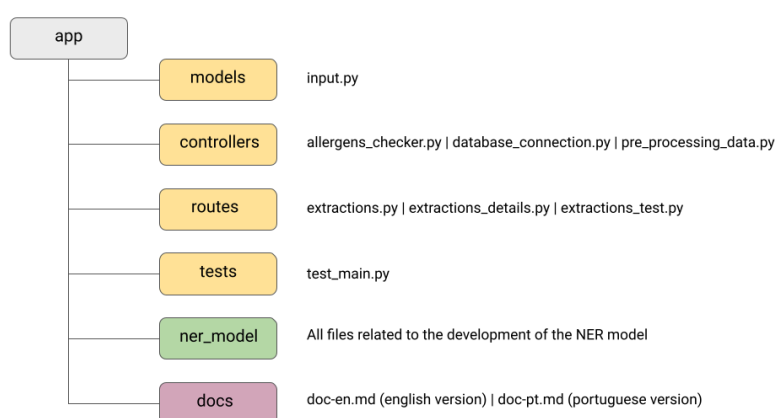 app
models input.py
controllers allergens_checker.py | database_connection.py | pre_processing_data.py
routes extractions.py | extractions_details.py | extractions_test.py
tests test_main.py
ner_model All files related to the development of the NER model
docs doc-en.md (english version) | doc-pt.md (portuguese version)